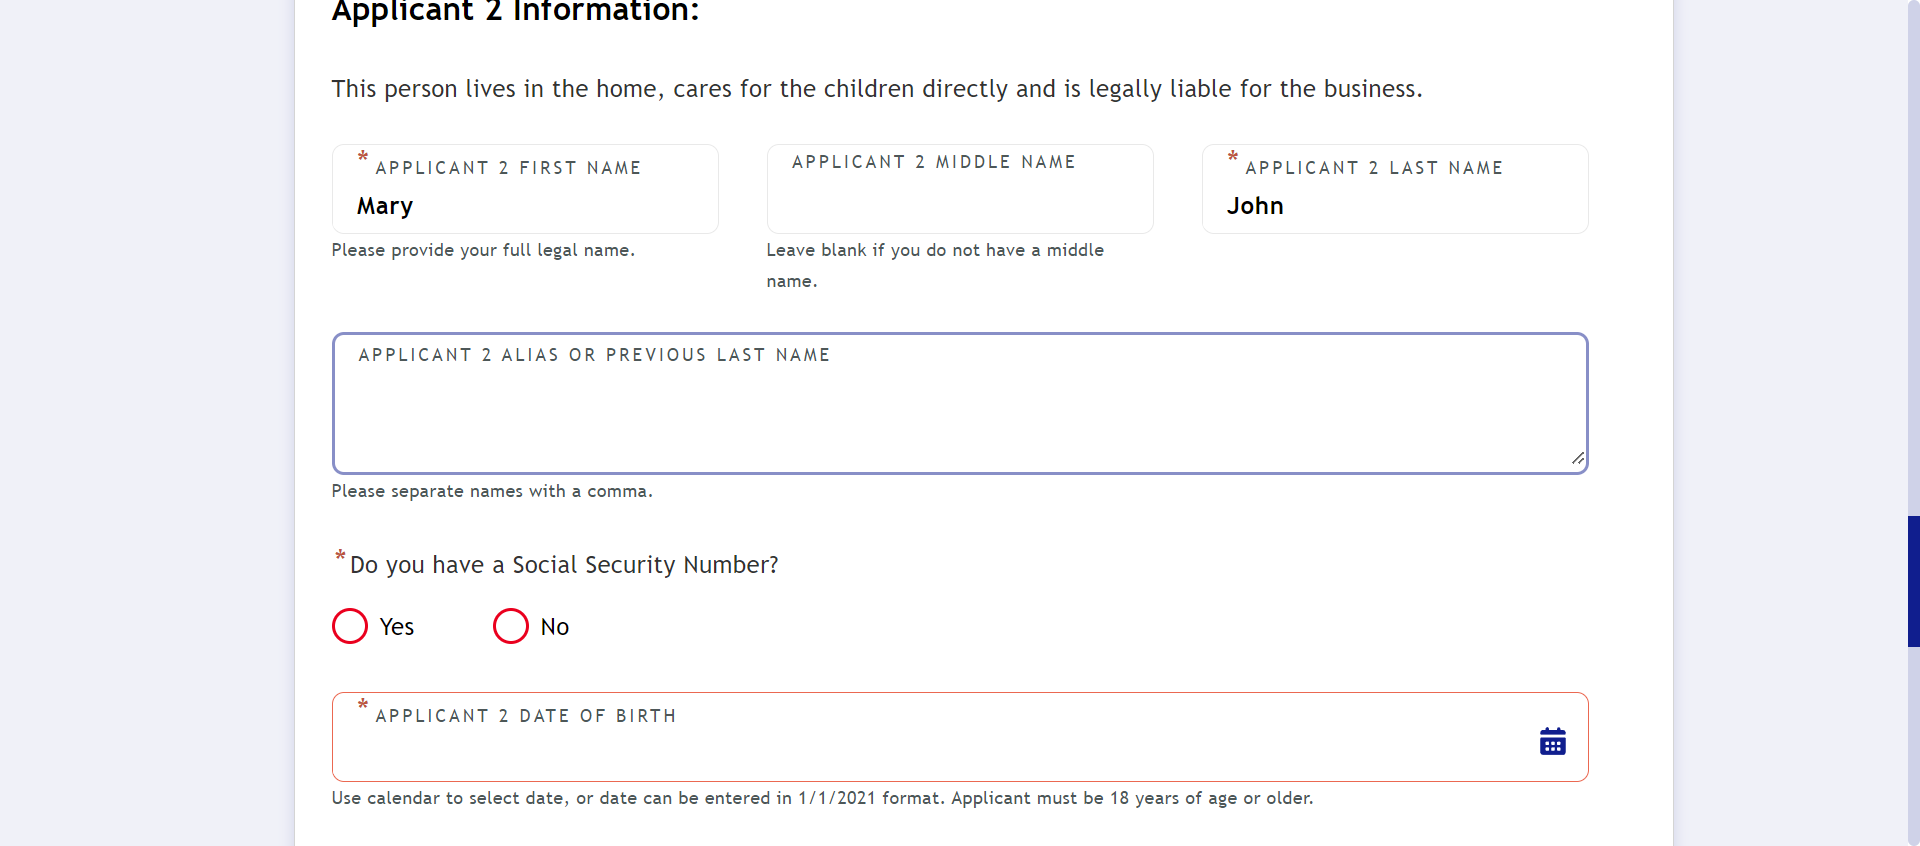 Applicant 2 Information:
This person lives in the home, cares for the children directly and is legally liable for the business.
* APPLICANT 2 FIRST NAME
Mary
Please provide your full legal name.
APPLICANT 2 MIDDLE NAME
Leave blank if you do not have a middle
name.
* APPLICANT 2 LAST NAME
John
APPLICANT 2 ALIAS OR PREVIOUS LAST NAME
Please separate names with a comma.
* Do you have a Social Security Number?
Yes No
* APPLICANT 2 DATE OF BIRTH
Use calendar to select date, or date can be entered in 1/1/2021 format. Applicant must be 18 years of age or older.